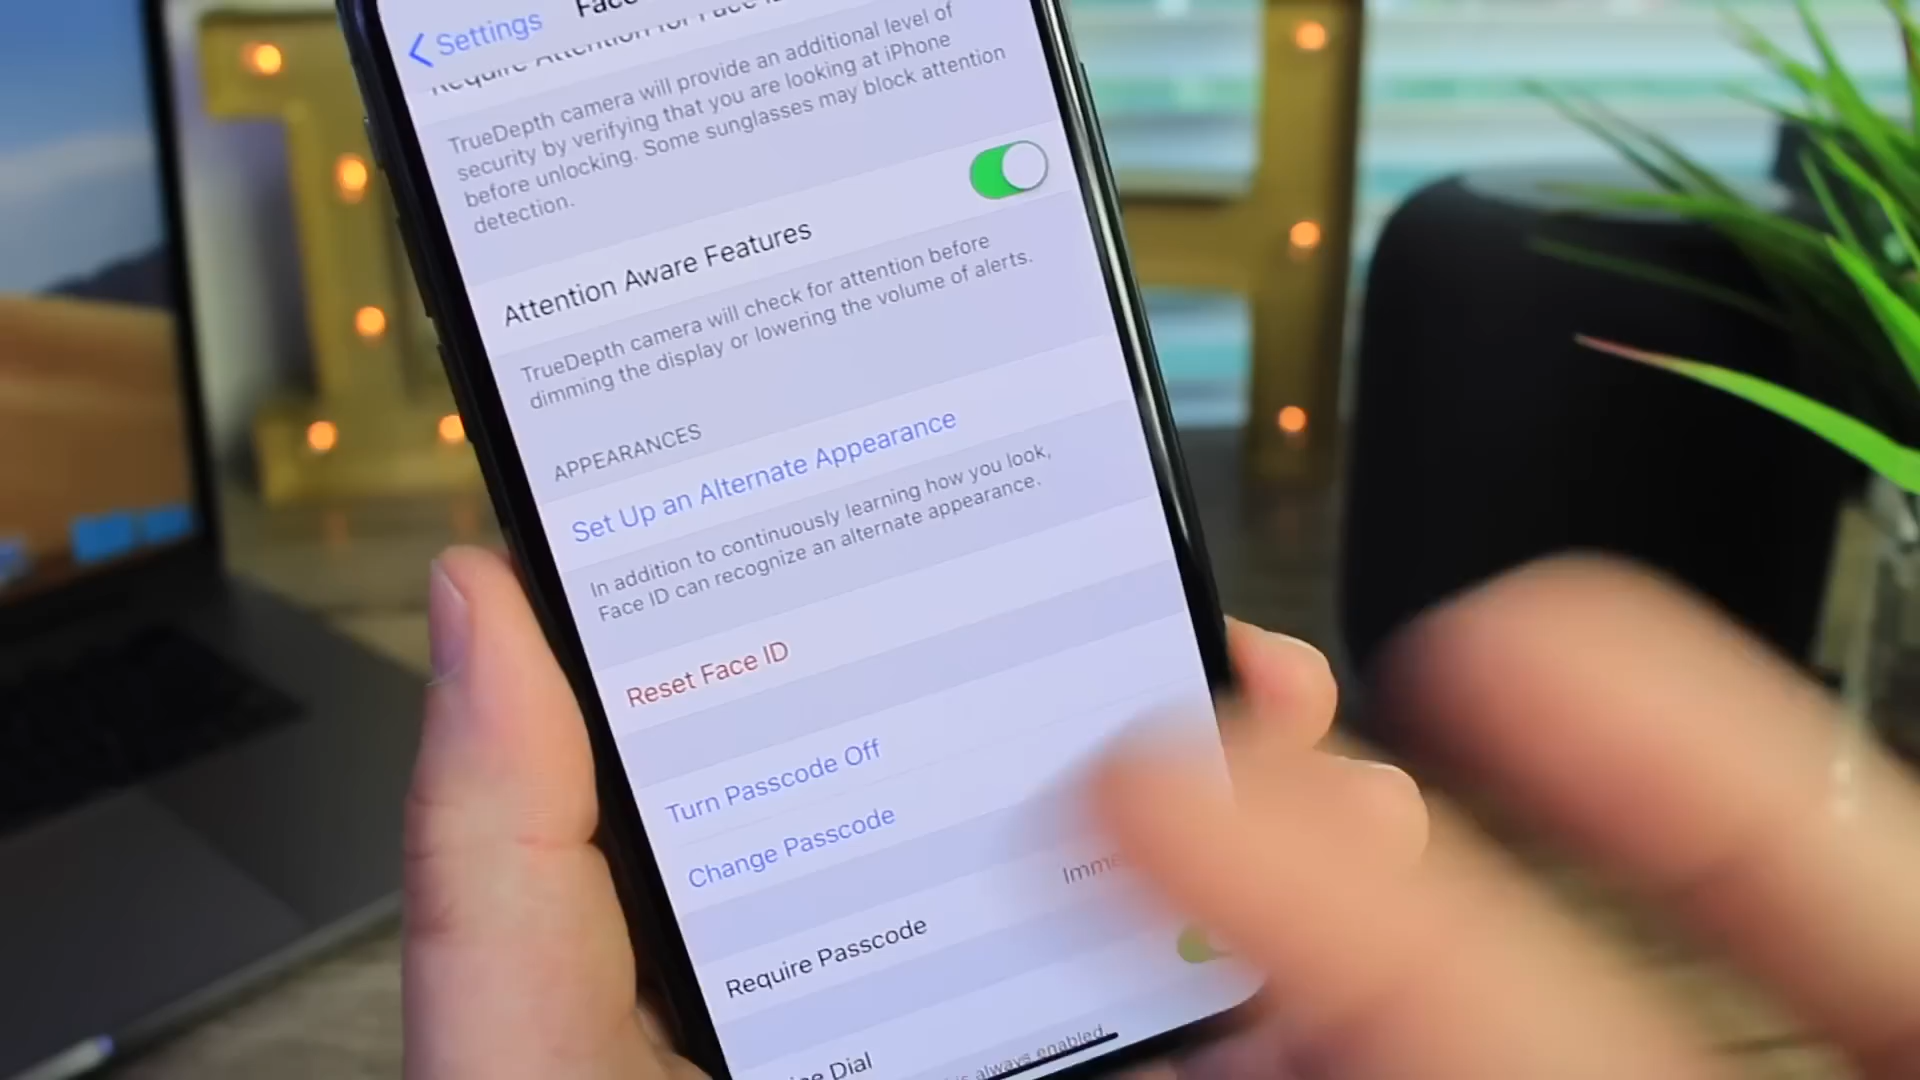 Settings
Face
Require Attention for Face ID
TrueDepth camera will provide an additional level of
security by verifying that you are looking at iPhone
before unlocking. Some sunglasses may block attention
detection.
Attention Aware Features
TrueDepth camera will check for attention before
dimming the display or lowering the volume of alerts.
APPEARANCES
Set Up an Alternate Appearance
In addition to continuously learning how you look,
Face ID can recognize an alternate appearance.
Reset Face ID
Turn Passcode Off
Change Passcode
Require Passcode
Imme
Dial
is always enabled.